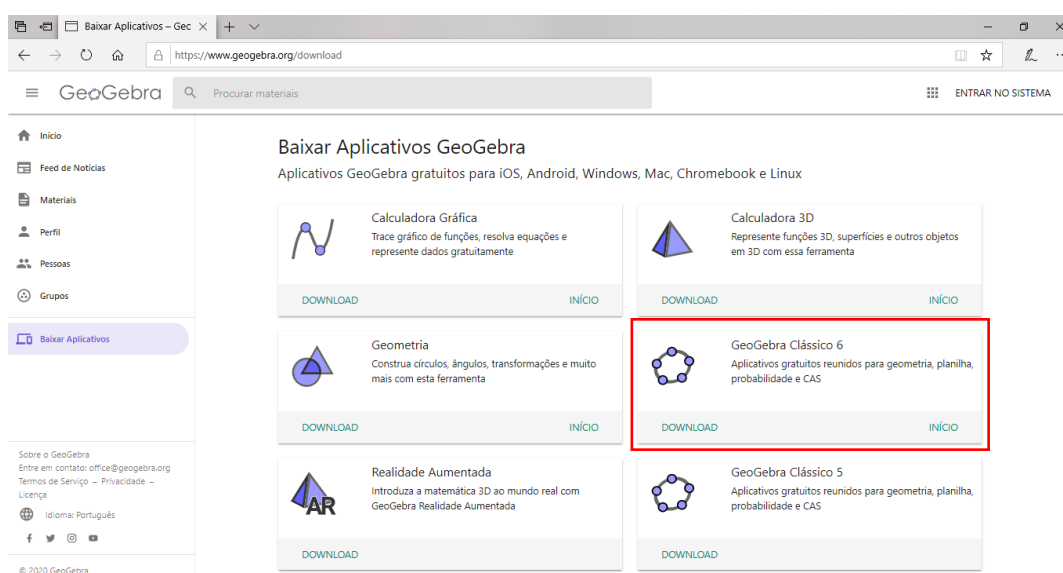 Baixar Aplicativos – Gec
https://www.geogebra.org/download
GeoGebra
Procurar materiais
ENTRAR NO SISTEMA
Início
Feed de Notícias
Materiais
Perfil
Pessoas
Grupos
Baixar Aplicativos
Sobre o GeoGebra
Entre em contato: office@geogebra.org
Termos de Serviço – Privacidade –
Licença
Idioma: Português
© 2020 GeoGebra
Baixar Aplicativos GeoGebra
Aplicativos GeoGebra gratuitos para iOS, Android, Windows, Mac, Chromebook e Linux
Calculadora Gráfica
Trace gráfico de funções, resolva equações e
represente dados gratuitamente
DOWNLOAD
INÍCIO
Calculadora 3D
Represente funções 3D, superfícies e outros objetos
em 3D com essa ferramenta
DOWNLOAD
INÍCIO
Geometria
Construa círculos, ângulos, transformações e muito
mais com esta ferramenta
DOWNLOAD
INÍCIO
GeoGebra Clássico 6
Aplicativos gratuitos reunidos para geometria, planilha,
probabilidade e CAS
DOWNLOAD
INÍCIO
AR
Realidade Aumentada
Introduza a matemática 3D ao mundo real com
GeoGebra Realidade Aumentada
DOWNLOAD
GeoGebra Clássico 5
Aplicativos gratuitos reunidos para geometria, planilha,
probabilidade e CAS
DOWNLOAD